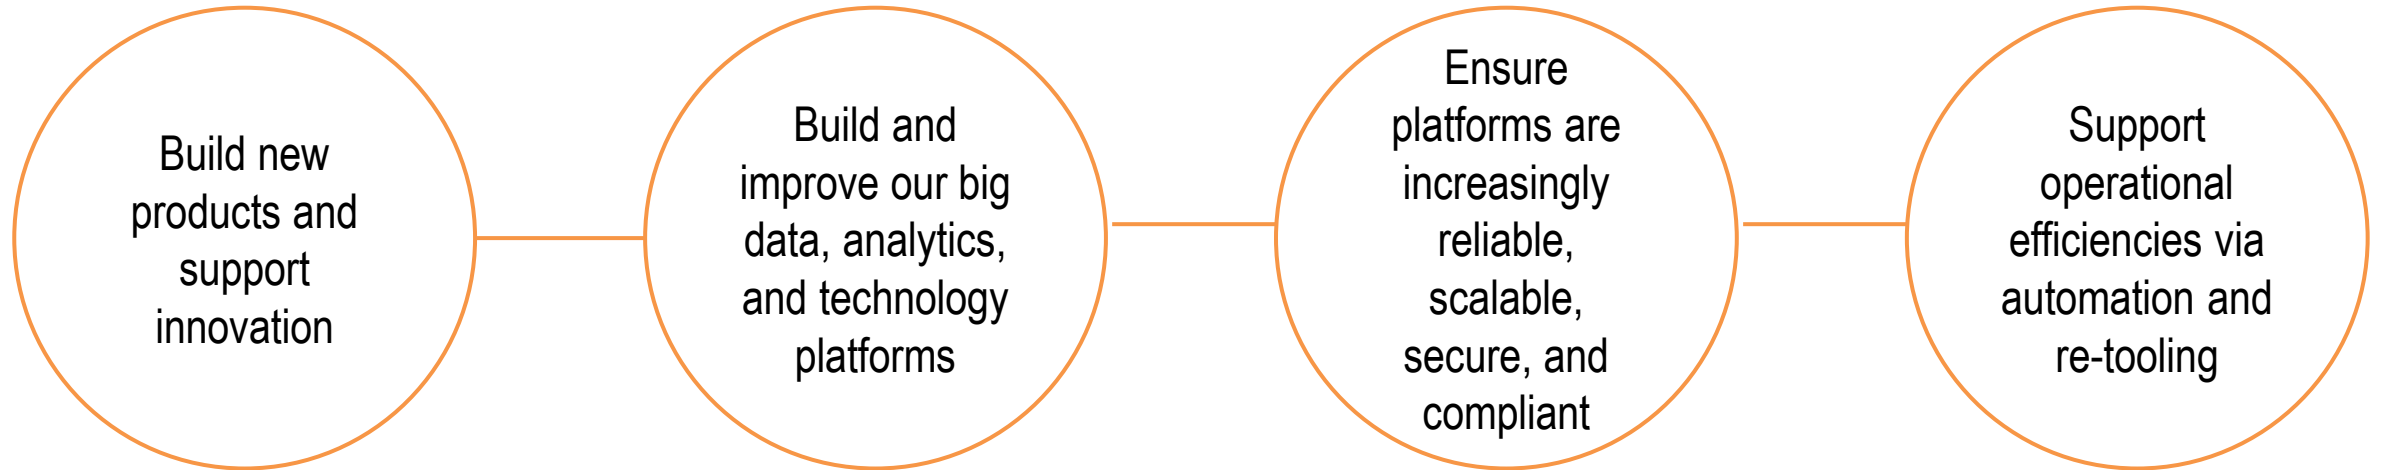 Build new
products and
support
innovation
Build and
improve our big
data, analytics,
and technology
platforms
Ensure
platforms are
increasingly
reliable,
scalable,
secure, and
compliant
Support
operational
efficiencies via
automation and
re-tooling